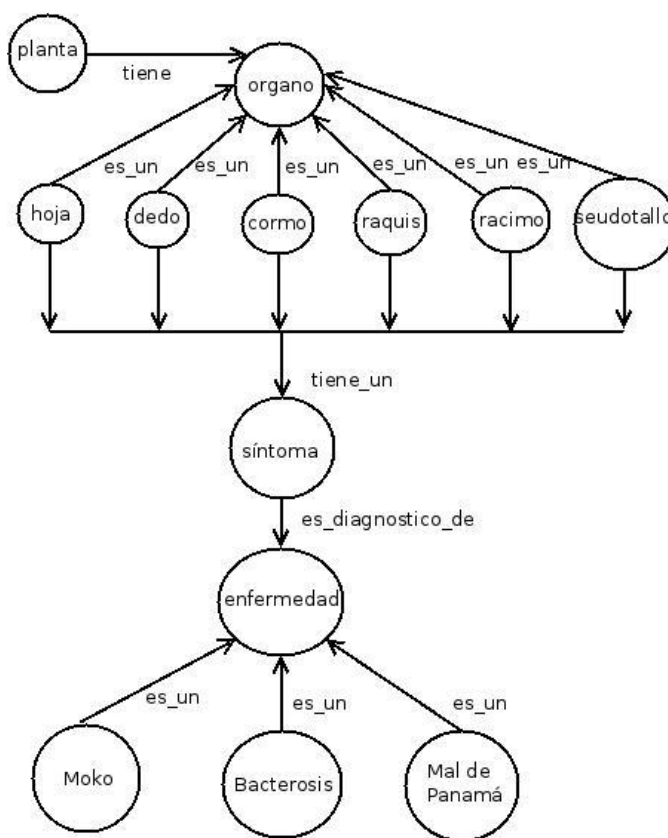 planta
tiene
organo
es_un
es_un
es_un
es_un
es_un
es_un
hoja
dedo
cormo
raquis
racimo
seudotallo
tiene_un
síntoma
es_diagnostico_de
enfermedad
es_un
es_un
es_un
Moko
Bacterosis
Mal de
Panamá